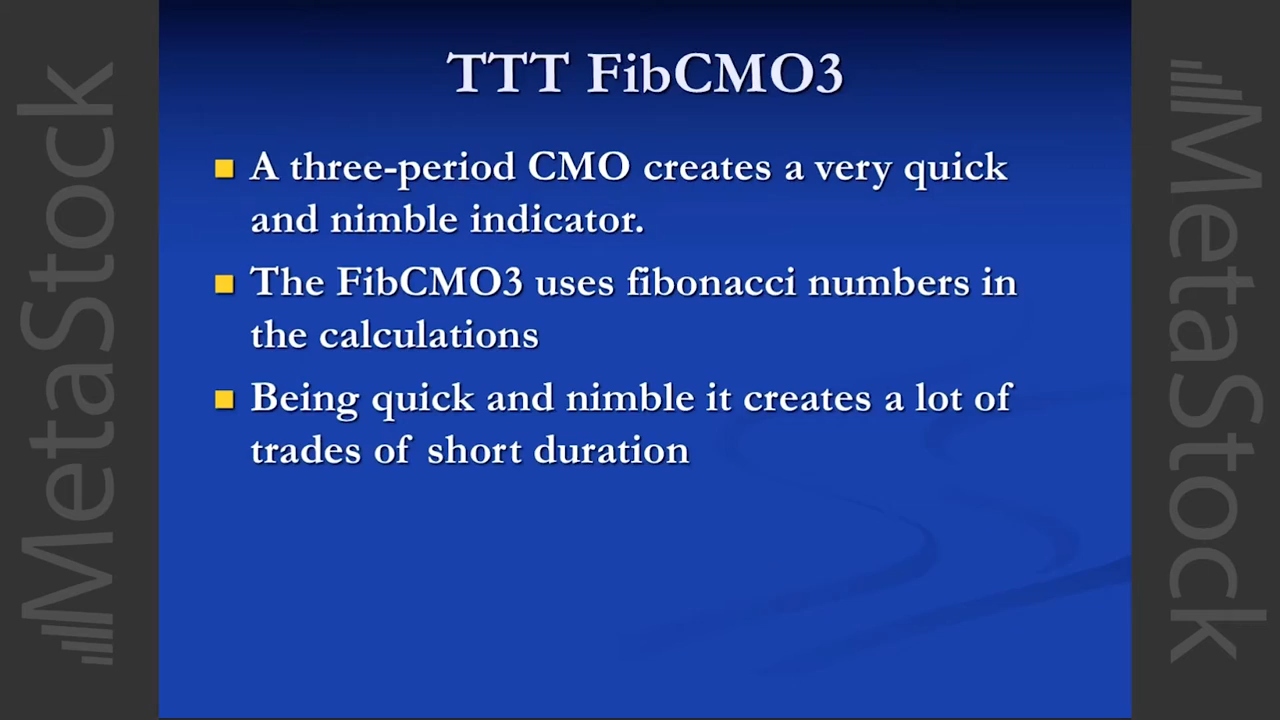 TTT FibCMO3
A three-period CMO creates a very quick
and nimble indicator.
The FibCMO3 uses fibonacci numbers in
the calculations
Being quick and nimble it creates a lot of
trades of short duration
MetaStock
MetaStock